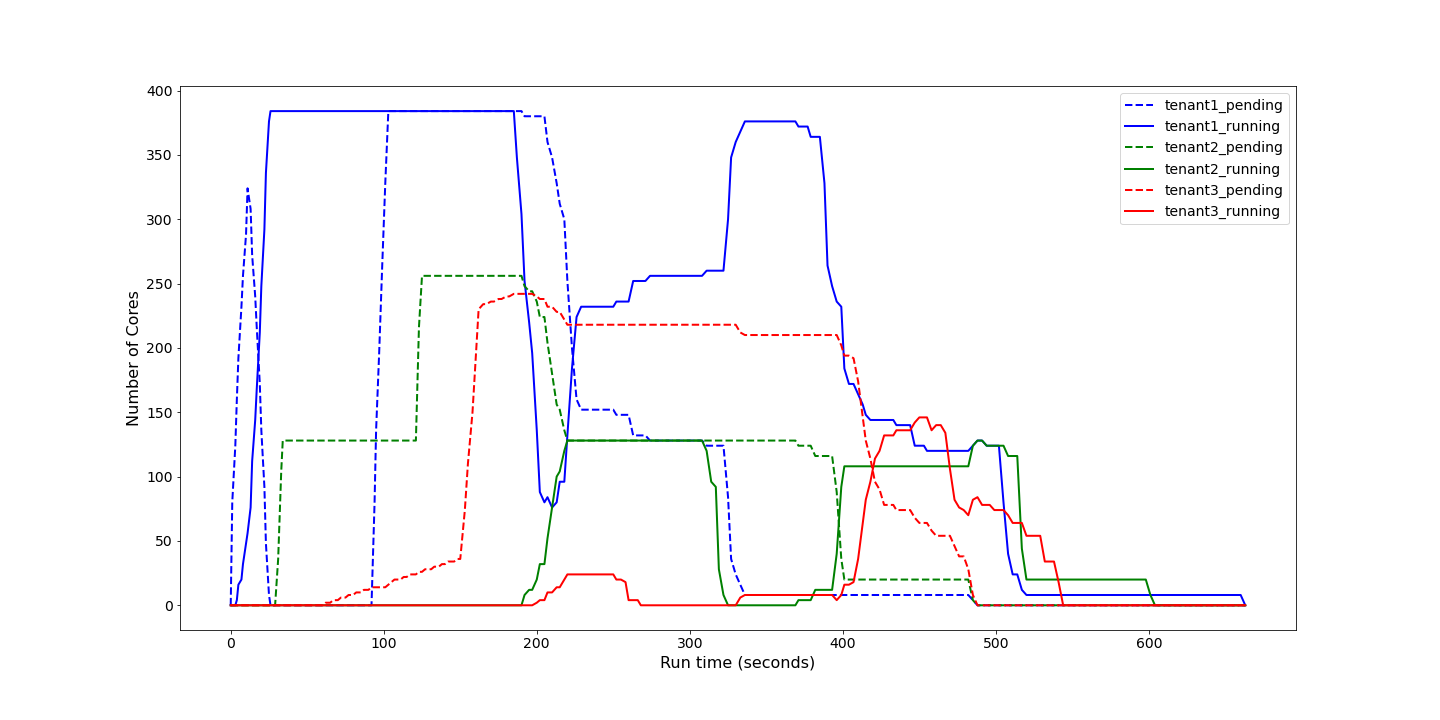 400
350
300
250
200
150
100
50
0
Number of Cores
0 100 200 300 400 500 600
Run time (seconds)
tenant1_pending
tenant1_running
tenant2_pending
tenant2_running
tenant3_pending
tenant3_running